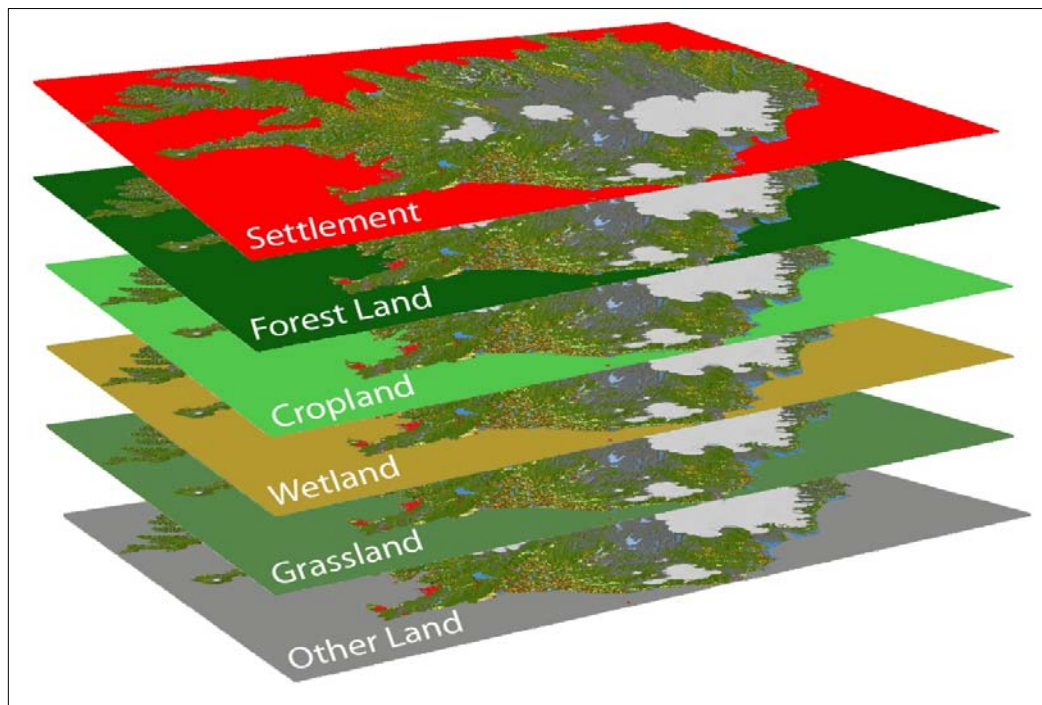 Settlement
Forest Land
Cropland
Wetland
Grassland
Other Land